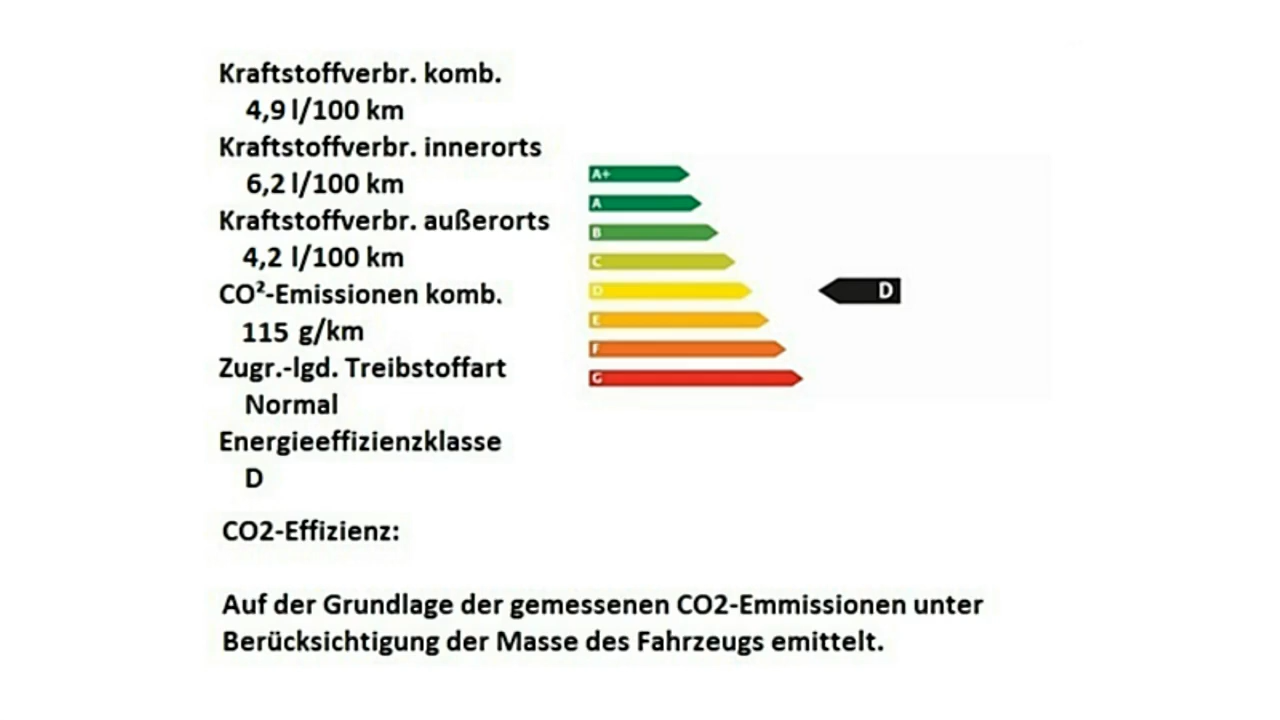 Kraftstoffverbr. komb.
4,9 l/100 km
Kraftstoffverbr. innerorts
6,2 l/100 km
Kraftstoffverbr. außerorts
4,2 l/100 km
CO²-Emissionen komb.
115 g/km
Zugr.-lgd. Treibstoffart
Normal
Energieeffizienzklasse
D
A+
A
B
C
D
E
F
G
D
CO2-Effizienz:
Auf der Grundlage der gemessenen CO2-Emmissionen unter
Berücksichtigung der Masse des Fahrzeugs emittelt.